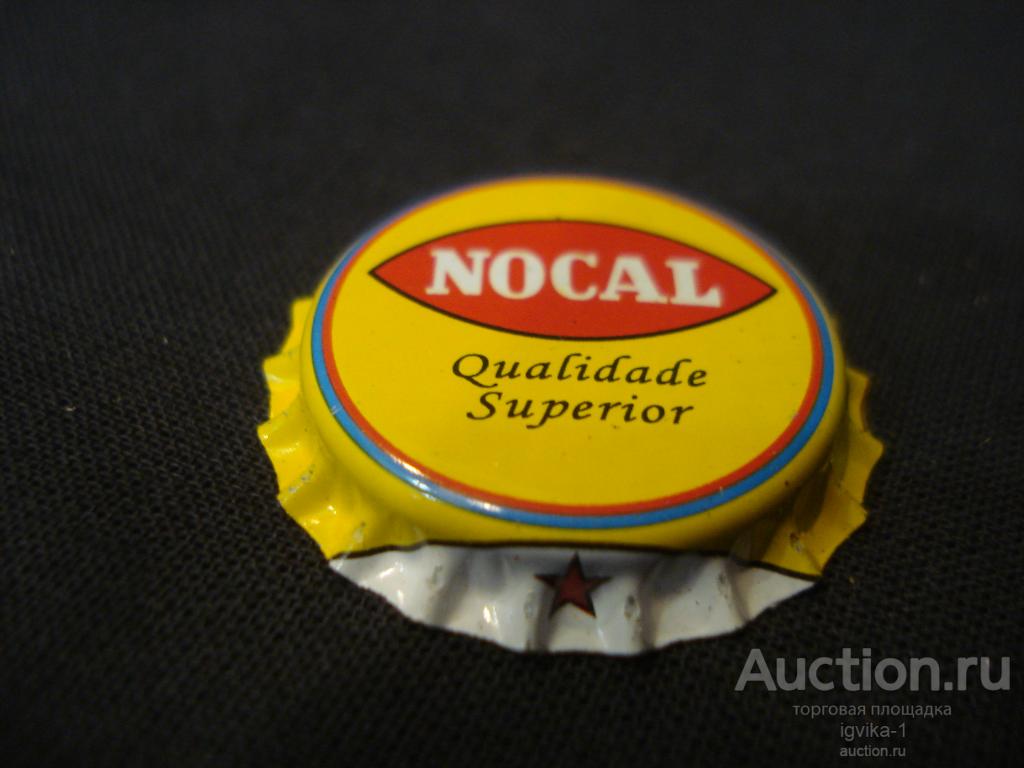 NOCAL
Qualidade
Superior
Auction.ru
торговая площадка
igvika-1
auction.ru